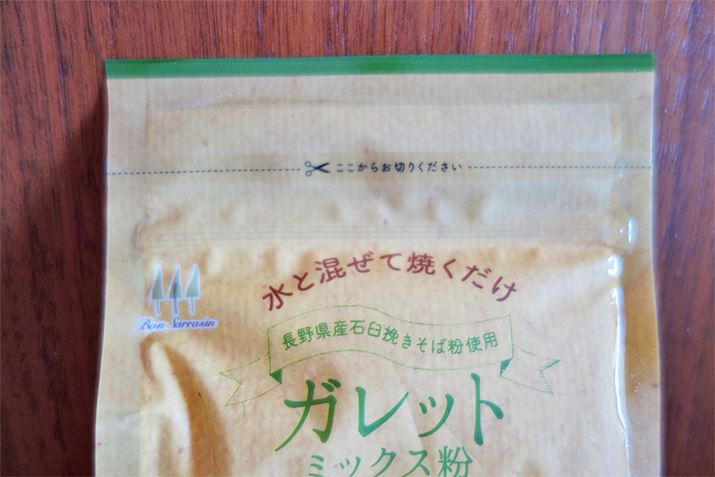 ここからお切りください
水と混ぜて焼くだけ
Bon Sarrasin
長野県産石臼挽きそば粉使用
ガレット
ミックス粉